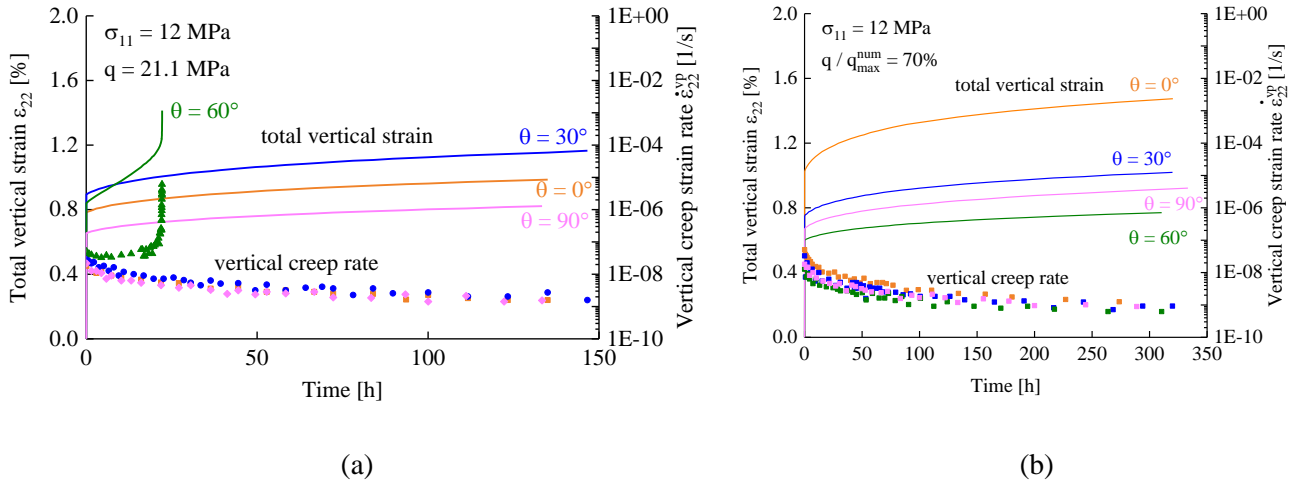 2.0
1.6
1.2
0.8
0.4
0.0
Total vertical strain ε₂₂ [%]
σ₁₁ = 12 MPa
q = 21.1 MPa
θ = 60°
total vertical strain
θ = 30°
θ = 0°
θ = 90°
vertical creep rate
1E+00
1E-02
1E-04
1E-06
1E-08
1E-10
Vertical creep strain rate ε̇₂₂ᵛᵖ [1/s]
0 50 100 150
Time [h]
(a)
2.0
1.6
1.2
0.8
0.4
0.0
Total vertical strain ε₂₂ [%]
σ₁₁ = 12 MPa
q / qₘₐₓⁿᵘᵐ = 70%
total vertical strain
θ = 0°
θ = 30°
θ = 90°
θ = 60°
vertical creep rate
1E+00
1E-02
1E-04
1E-06
1E-08
1E-10
Vertical creep strain rate ε̇₂₂ᵛᵖ [1/s]
0 50 100 150 200 250 300 350
Time [h]
(b)